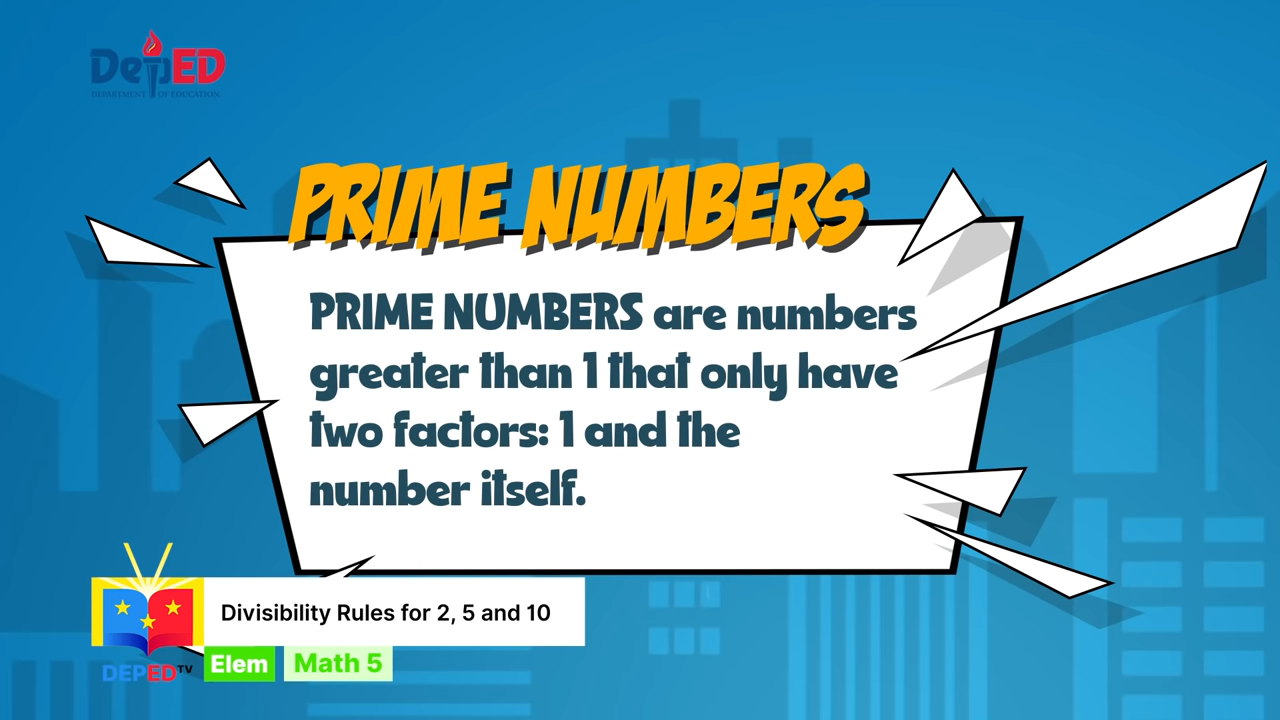 DepED
DEPARTMENT OF EDUCATION
PRIME NUMBERS
PRIME NUMBERS are numbers
greater than 1 that only have
two factors: 1 and the
number itself.
Divisibility Rules for 2, 5 and 10
DEPED TV
Elem Math 5